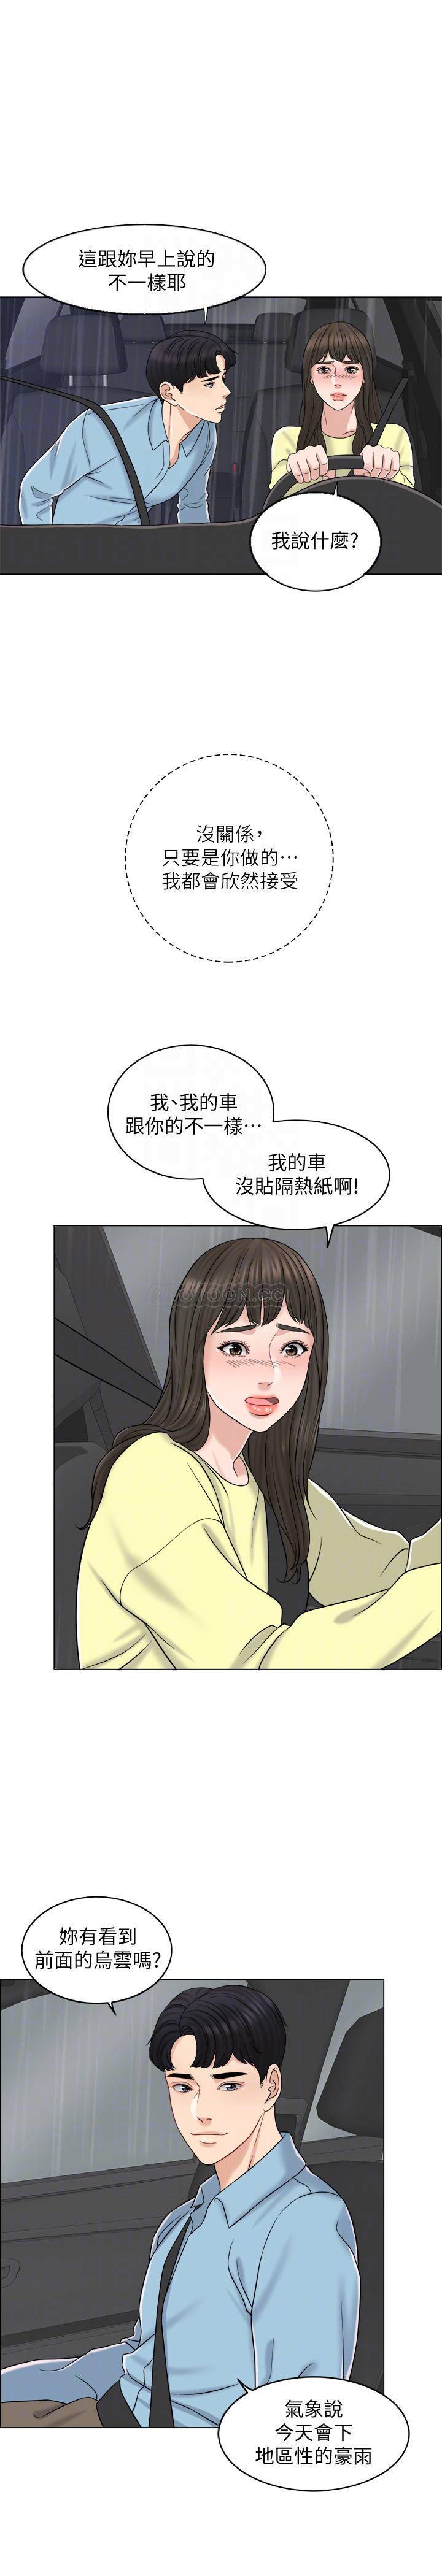 這跟妳早上說的
不一樣耶
我說什麼?
沒關係，
只要是你做的⋯
我都會欣然接受
我、我的車
跟你的不一樣⋯
我的車
沒貼隔熱紙啊!
妳有看到
前面的烏雲嗎?
氣象說
今天會下
地區性的豪雨